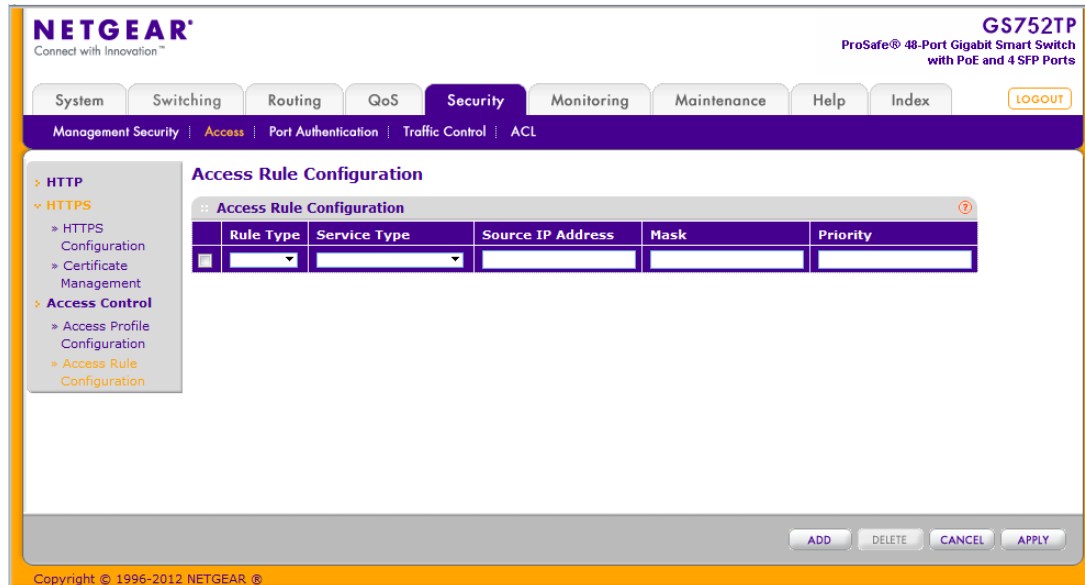 NETGEAR®
Connect with Innovation™
GS752TP
ProSafe® 48-Port Gigabit Smart Switch
with PoE and 4 SFP Ports
System Switching Routing QoS Security Monitoring Maintenance Help Index LOGOUT
Management Security | Access | Port Authentication | Traffic Control | ACL
HTTP
HTTPS
» HTTPS
Configuration
» Certificate
Management
Access Control
» Access Profile
Configuration
» Access Rule
Configuration
Access Rule Configuration
Access Rule Configuration ?
Rule Type Service Type Source IP Address Mask Priority
ADD DELETE CANCEL APPLY
Copyright © 1996-2012 NETGEAR ®